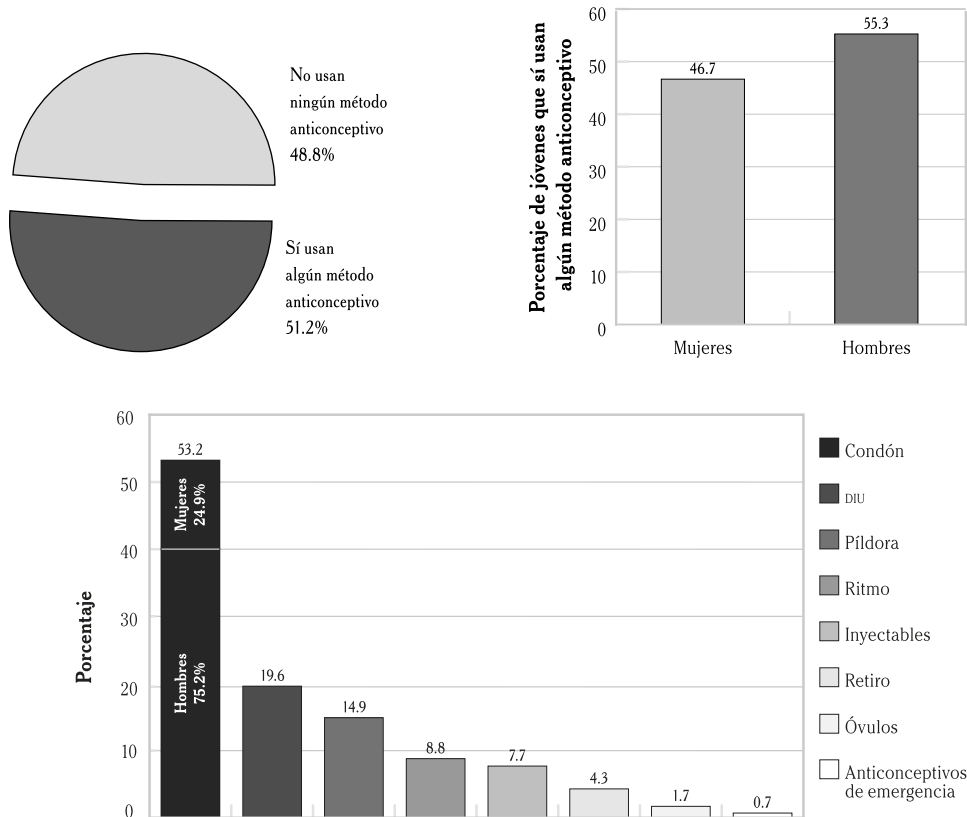 No usan
ningún método
anticonceptivo
48.8%
Sí usan
algún método
anticonceptivo
51.2%
Porcentaje de jóvenes que sí usan
algún método anticonceptivo
60
50
40
30
20
10
0
46.7
55.3
Mujeres
Hombres
Porcentaje
60
50
40
30
20
10
0
53.2
Mujeres
24.9%
Hombres
75.2%
19.6
14.9
8.8
7.7
4.3
1.7
0.7
Condón
DIU
Píldora
Ritmo
Inyectables
Retiro
Óvulos
Anticonceptivos
de emergencia